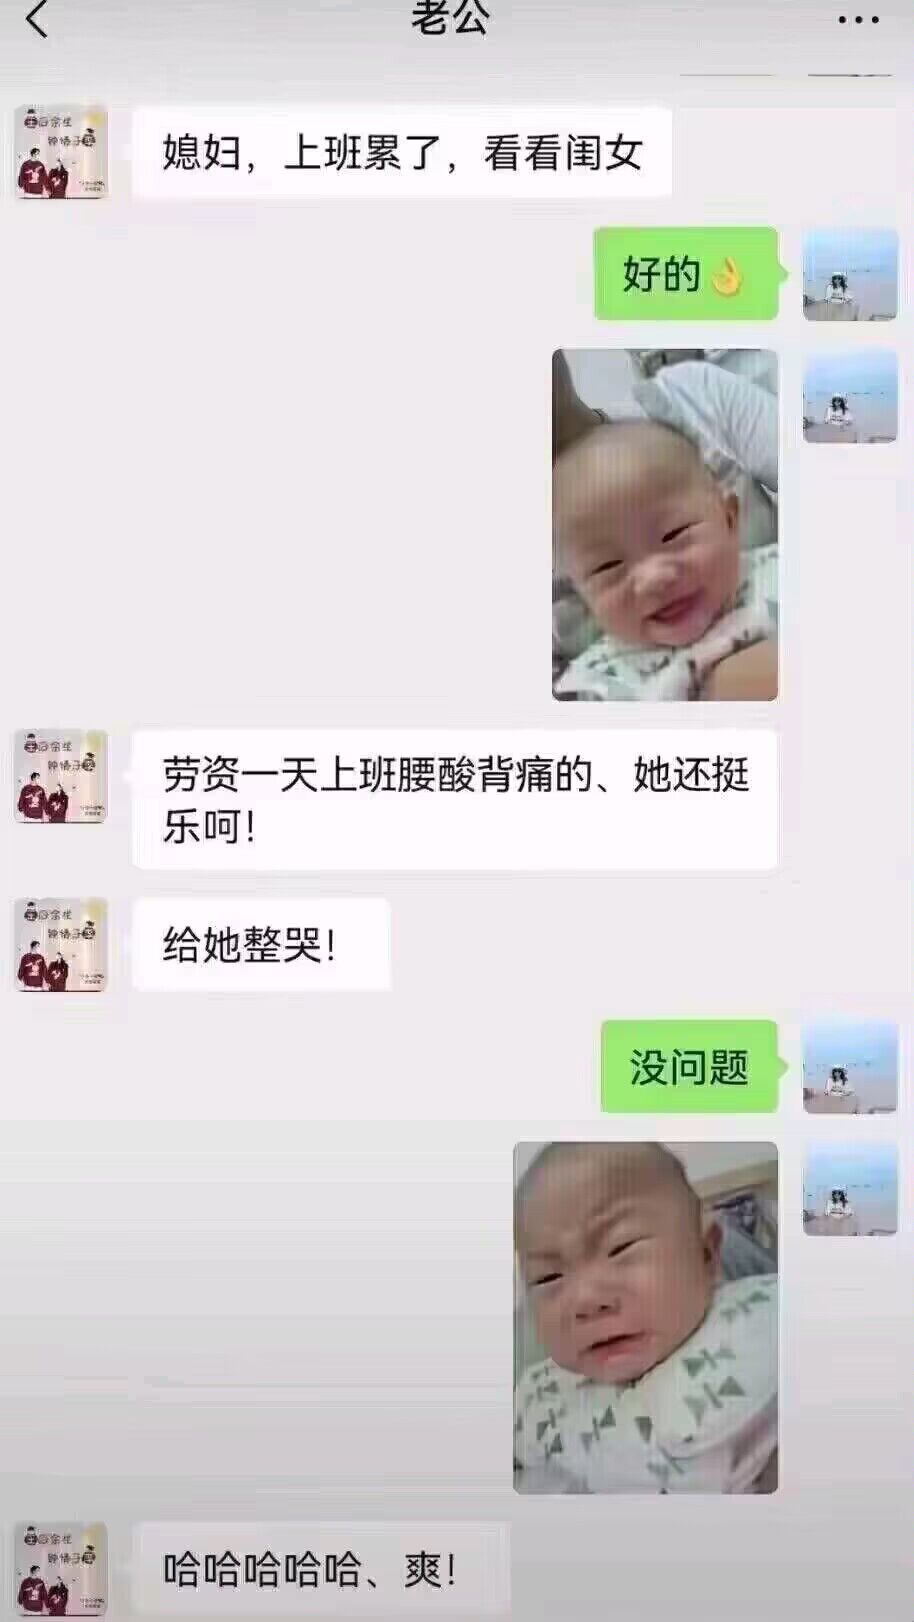 老公
媳妇，上班累了，看看闺女
好的👌
劳资一天上班腰酸背痛的、她还挺
乐呵！
给她整哭！
没问题
哈哈哈哈哈、爽！